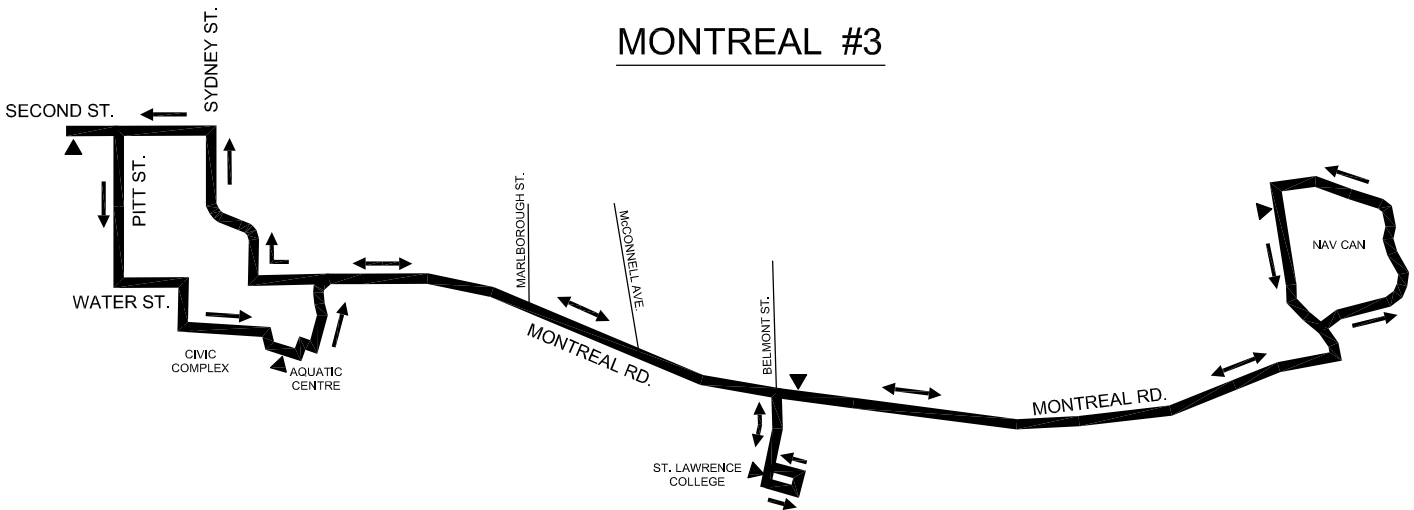 MONTREAL #3
SECOND ST.
SYDNEY ST.
PITT ST.
WATER ST.
CIVIC
COMPLEX
AQUATIC
CENTRE
MARLBOROUGH ST.
McCONNELL AVE.
MONTREAL RD.
BELMONT ST.
ST. LAWRENCE
COLLEGE
MONTREAL RD.
NAV CAN